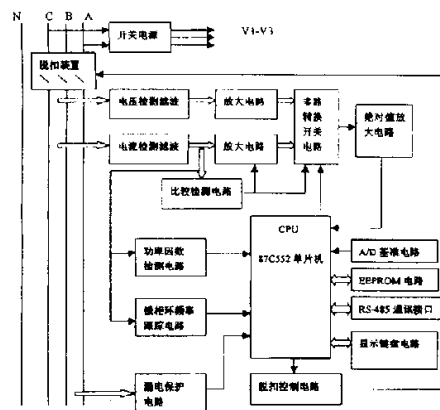 N C B A
开关电源
V1-V3
脱扣装置
电压检测滤波
放大电路
多路
转换
开关
电路
绝对值放
大电路
电流检测滤波
放大电路
比较检测电路
CPU
87C552 单片机
功率因数
检测电路
锁相环频率
跟踪电路
漏电保护
电路
A/D 基准电路
EEPROM 电路
RS-485 通讯接口
显示键盘电路
脱扣控制电路